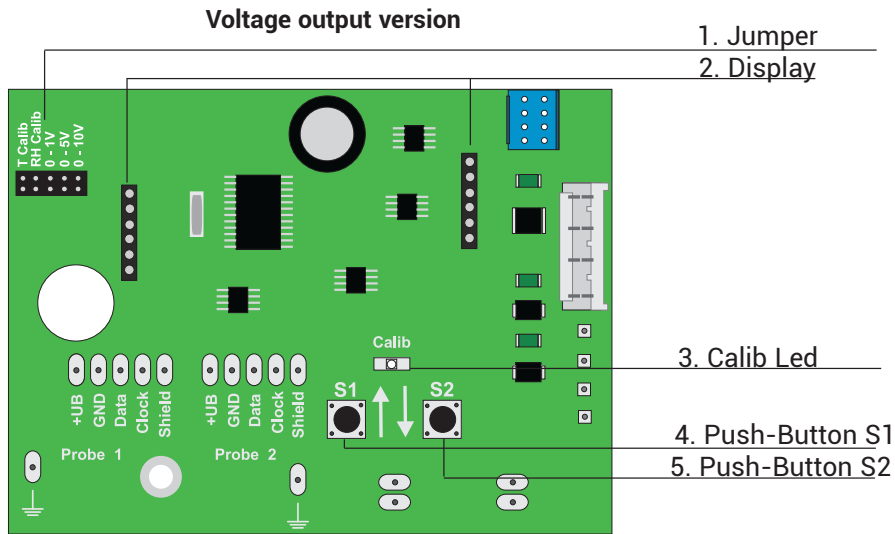 Voltage output version
1. Jumper
2. Display
T Calib
RH Calib
0 - 1V
0 - 5V
0 - 10V
Calib
3. Calib Led
S1
S2
+UB
GND
Data
Clock
Shield
+UB
GND
Data
Clock
Shield
4. Push-Button S1
Probe 1
Probe 2
5. Push-Button S2